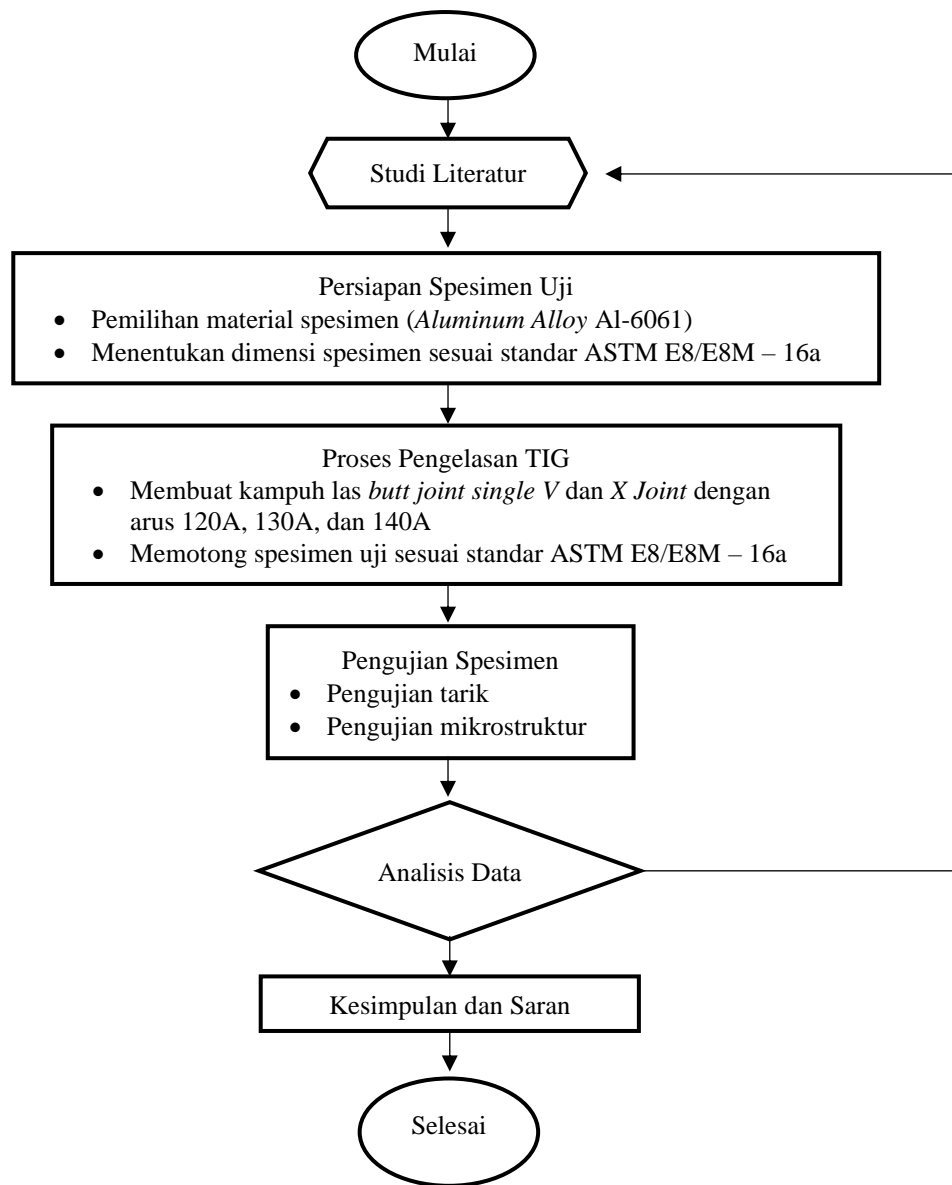 Mulai
Studi Literatur
Persiapan Spesimen Uji
• Pemilihan material spesimen (Aluminum Alloy Al-6061)
• Menentukan dimensi spesimen sesuai standar ASTM E8/E8M – 16a
Proses Pengelasan TIG
• Membuat kampuh las butt joint single V dan X Joint dengan
arus 120A, 130A, dan 140A
• Memotong spesimen uji sesuai standar ASTM E8/E8M – 16a
Pengujian Spesimen
• Pengujian tarik
• Pengujian mikrostruktur
Analisis Data
Kesimpulan dan Saran
Selesai